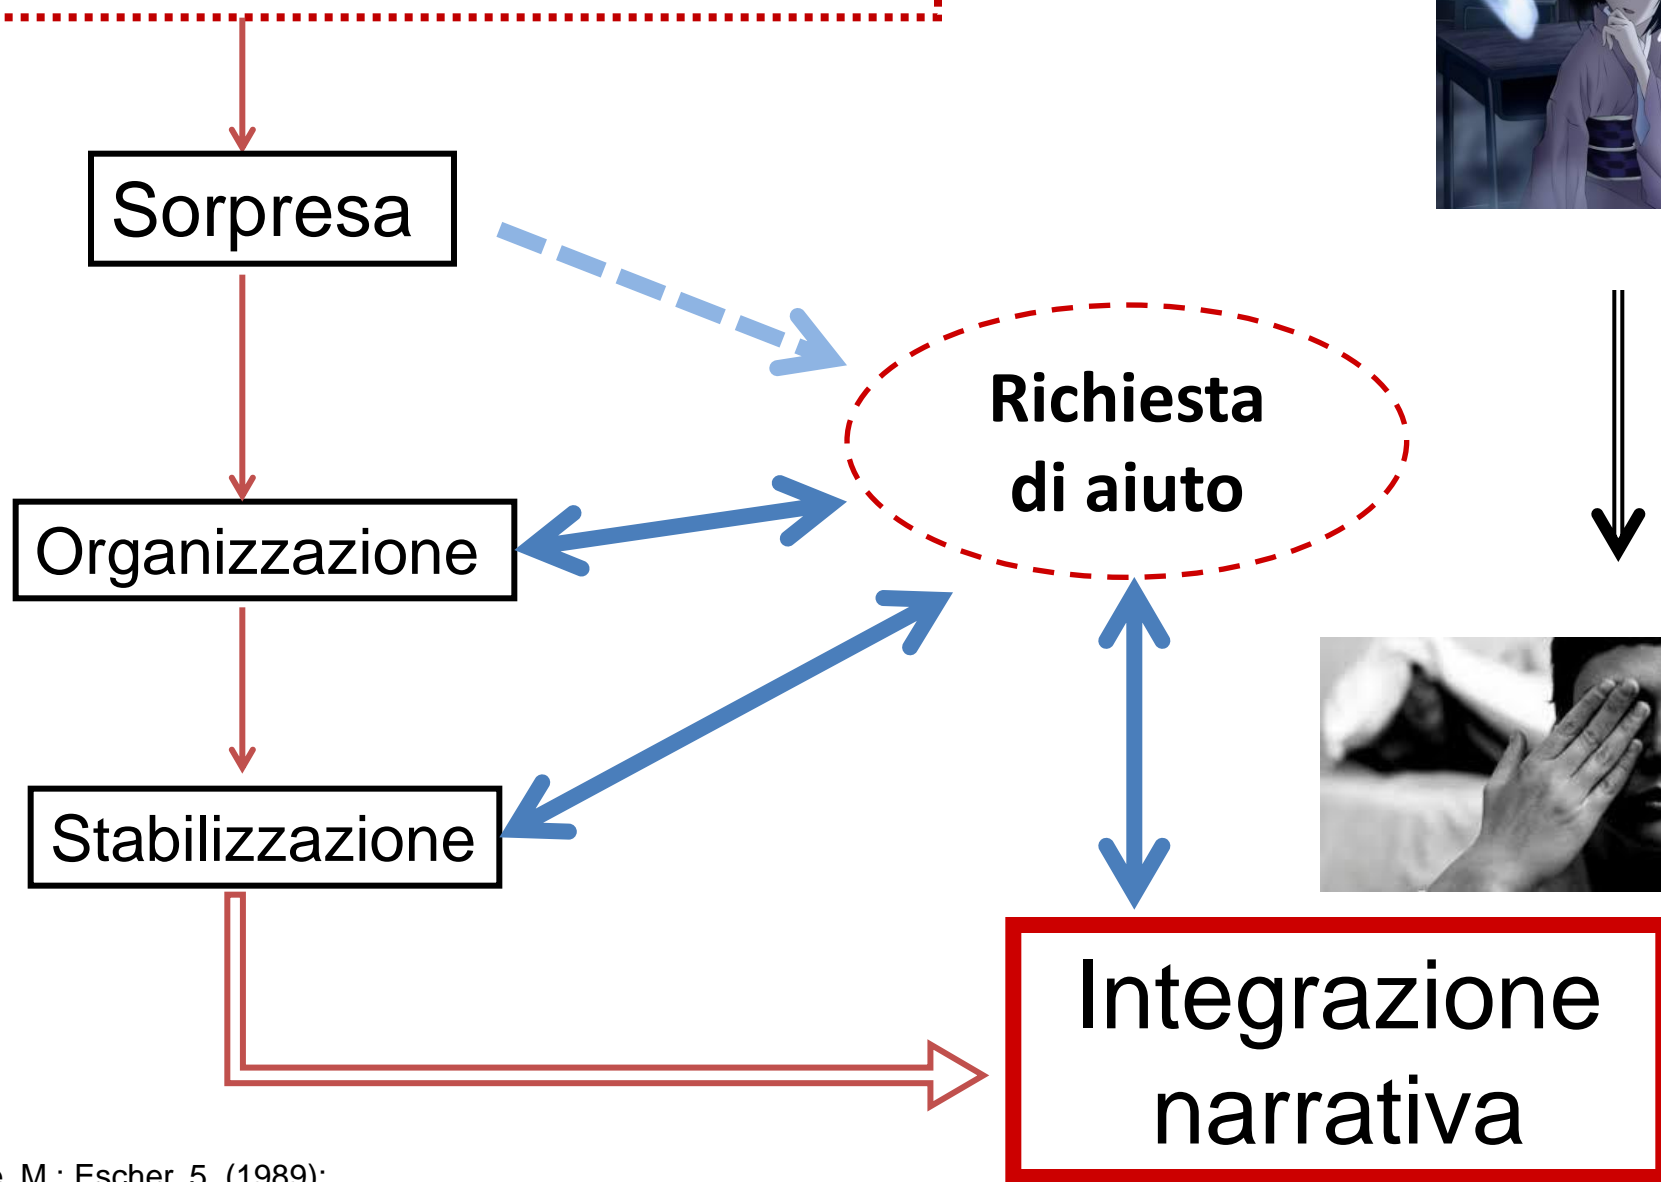 Sorpresa
Richiesta
di aiuto
Organizzazione
Stabilizzazione
Integrazione
narrativa
M.; Escher, 5. (1989);